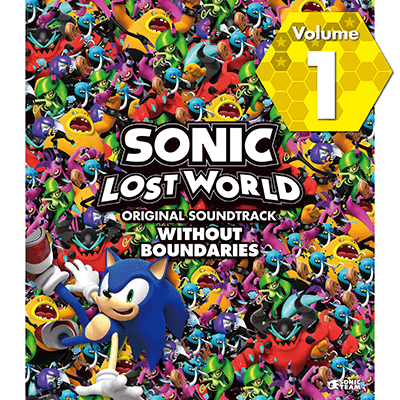 Volume
1
SONIC
LOST WORLD
ORIGINAL SOUNDTRACK
WITHOUT
BOUNDARIES
SONIC
TEAM